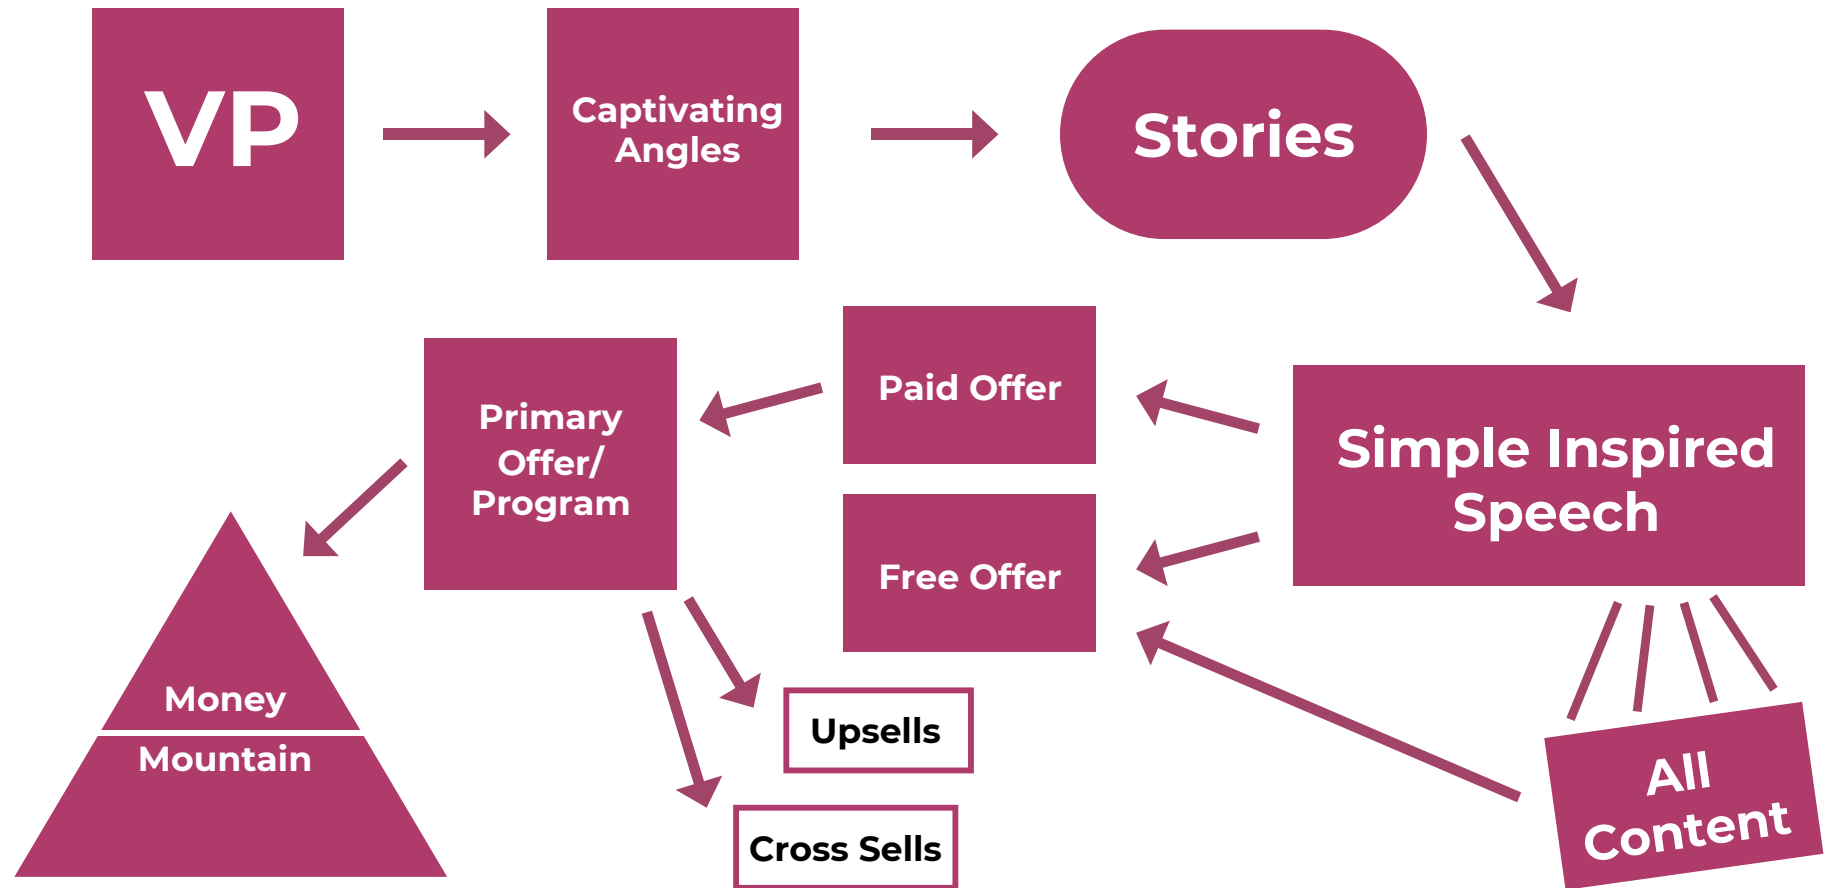 VP
Captivating
Angles
Stories
Simple Inspired
Speech
Paid Offer
Free Offer
Primary
Offer/
Program
Money
Mountain
Upsells
Cross Sells
All
Content